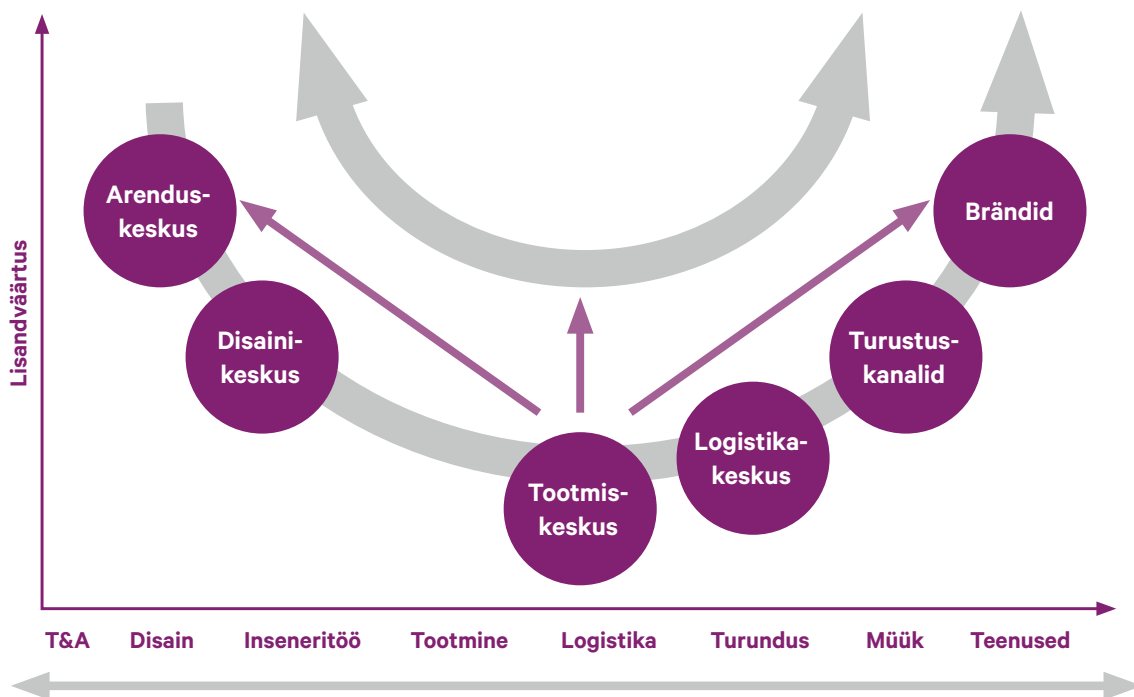 Lisandväärtus
Arendus-
keskus
Brändid
Disaini-
keskus
Turustus-
kanalid
Logistika-
keskus
Tootmis-
keskus
T&A Disain Inseneritöö Tootmine Logistika Turundus Müük Teenused